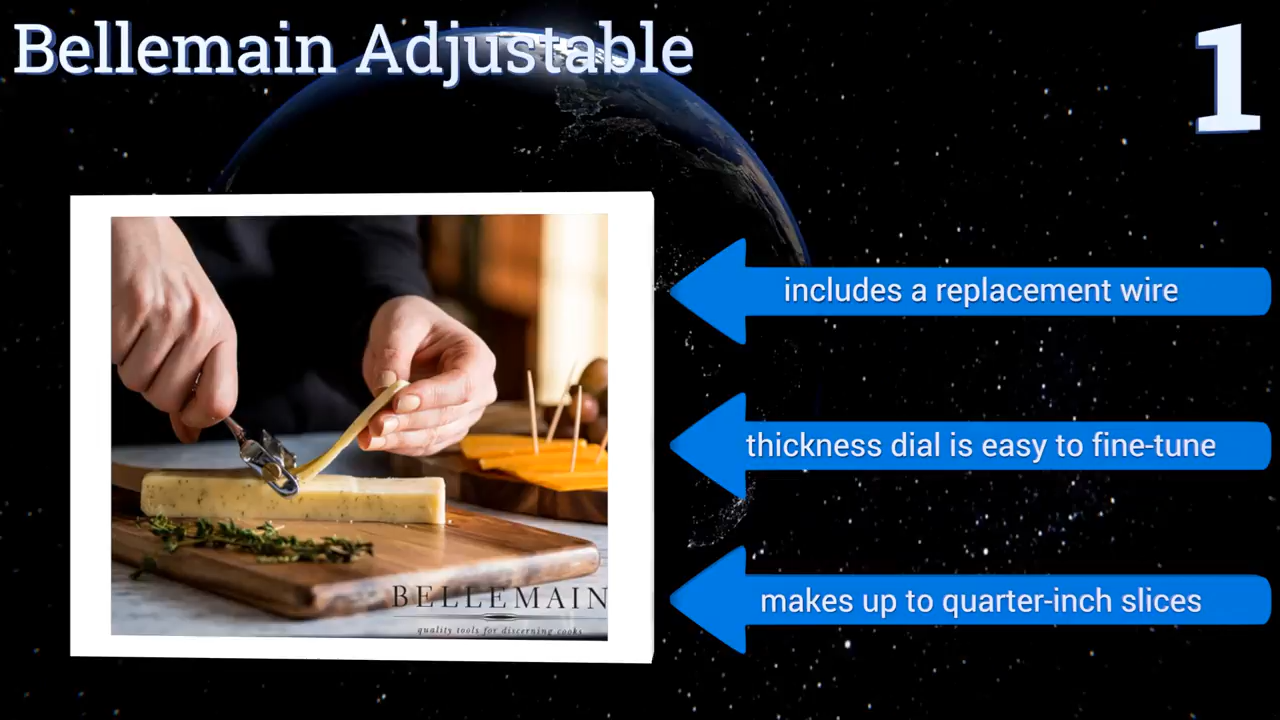 Bellemain Adjustable
1
includes a replacement wire
thickness dial is easy to fine-tune
makes up to quarter-inch slices
BELLEMAIN
quality tools for discerning cooks